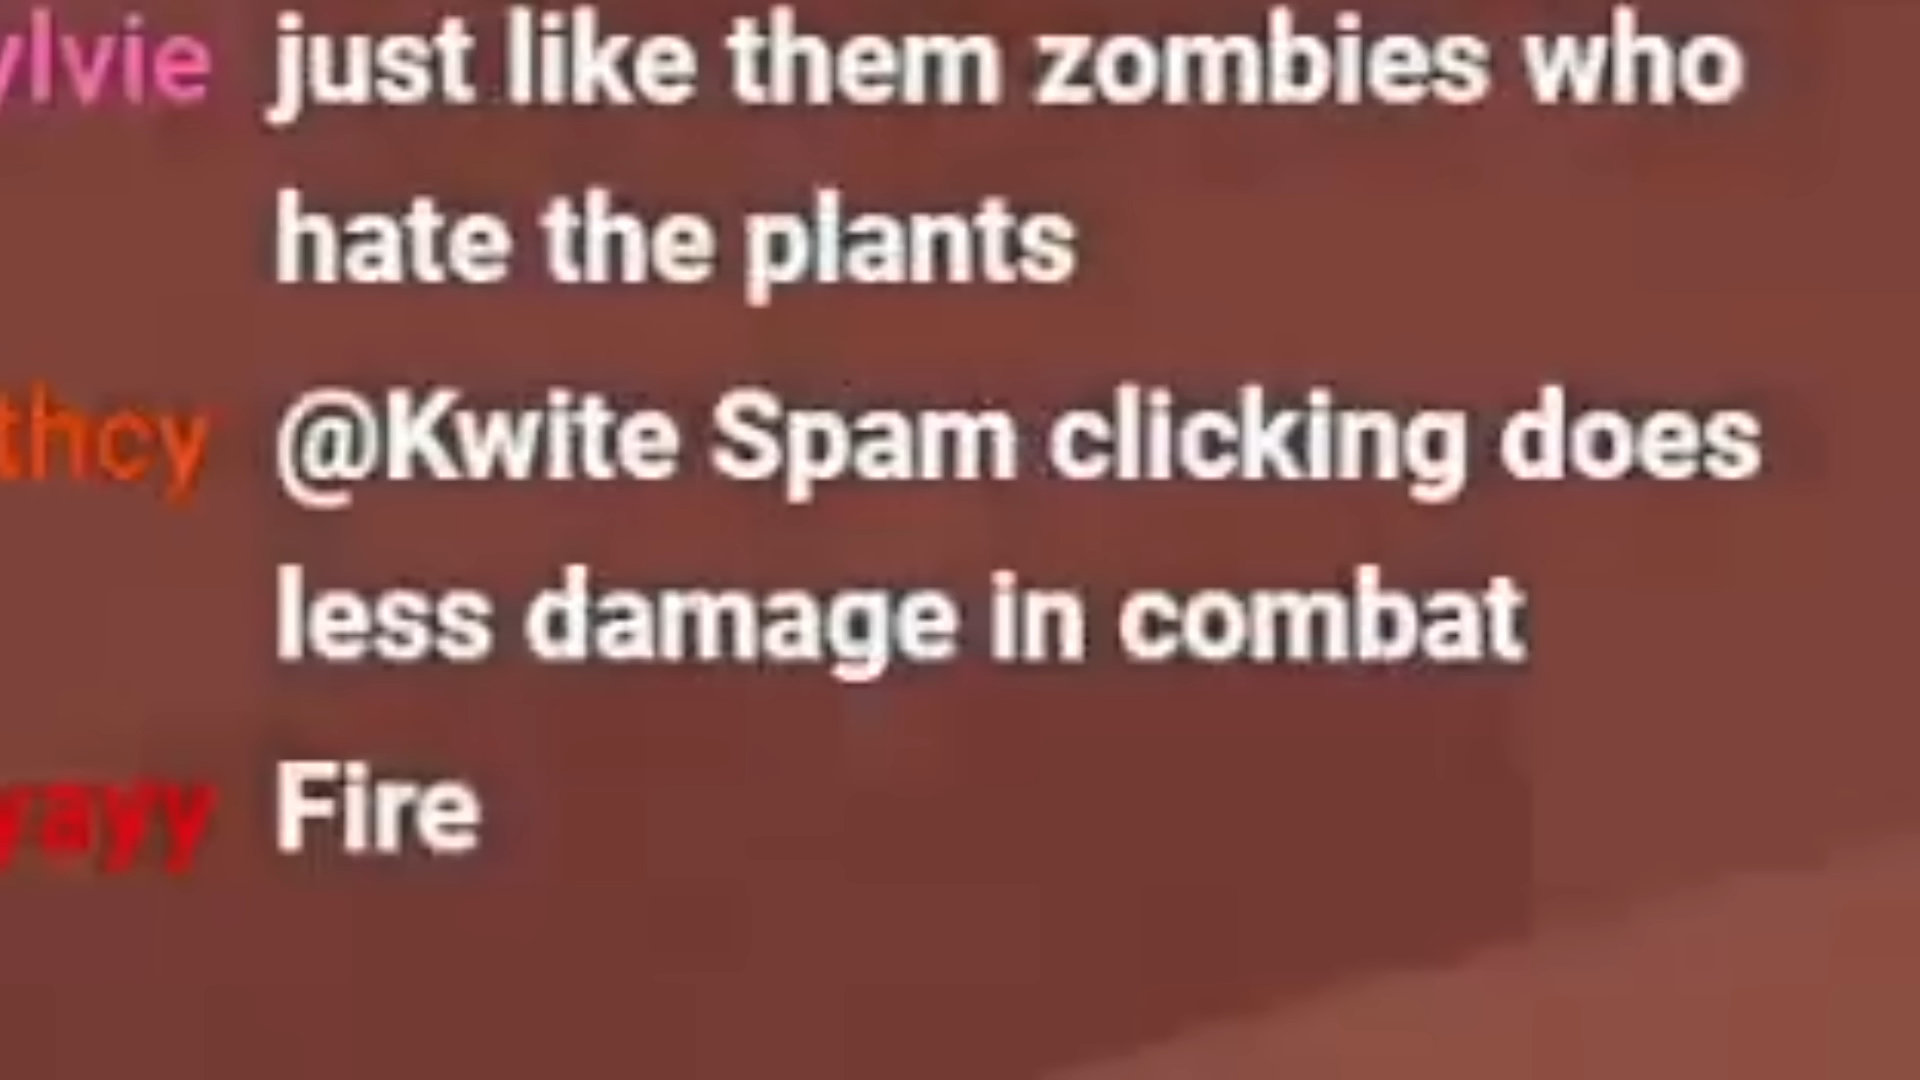 ylvie just like them zombies who
hate the plants
thcy @Kwite Spam clicking does
less damage in combat
yayy Fire